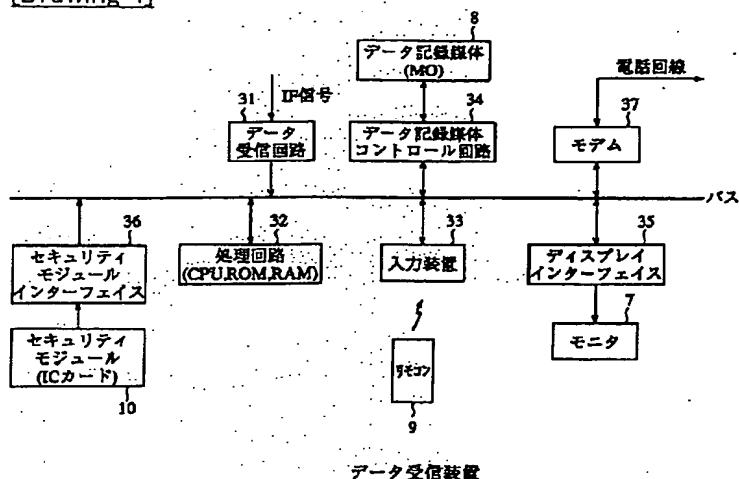 [Drawing 4]
8
データ記録媒体
(MO)
電話回線
31
IF信号
34
37
データ
受信回路
データ記録媒体
コントロール回路
モデム
バス
36
32
33
35
セキュリティ
モジュール
インターフェイス
処理回路
(CPU,ROM,RAM)
入力装置
ディスプレイ
インターフェイス
セキュリティ
モジュール
(ICカード)
10
リモコン
9
7
モニタ
データ受信装置